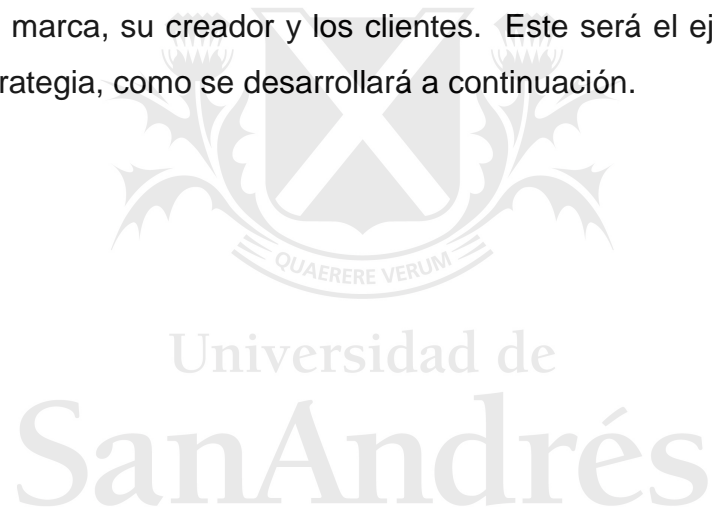 marca, su creador y los clientes.  Este será el ej
rategia, como se desarrollará a continuación.
QUAERERE VERUM
Universidad de
SanAndrés